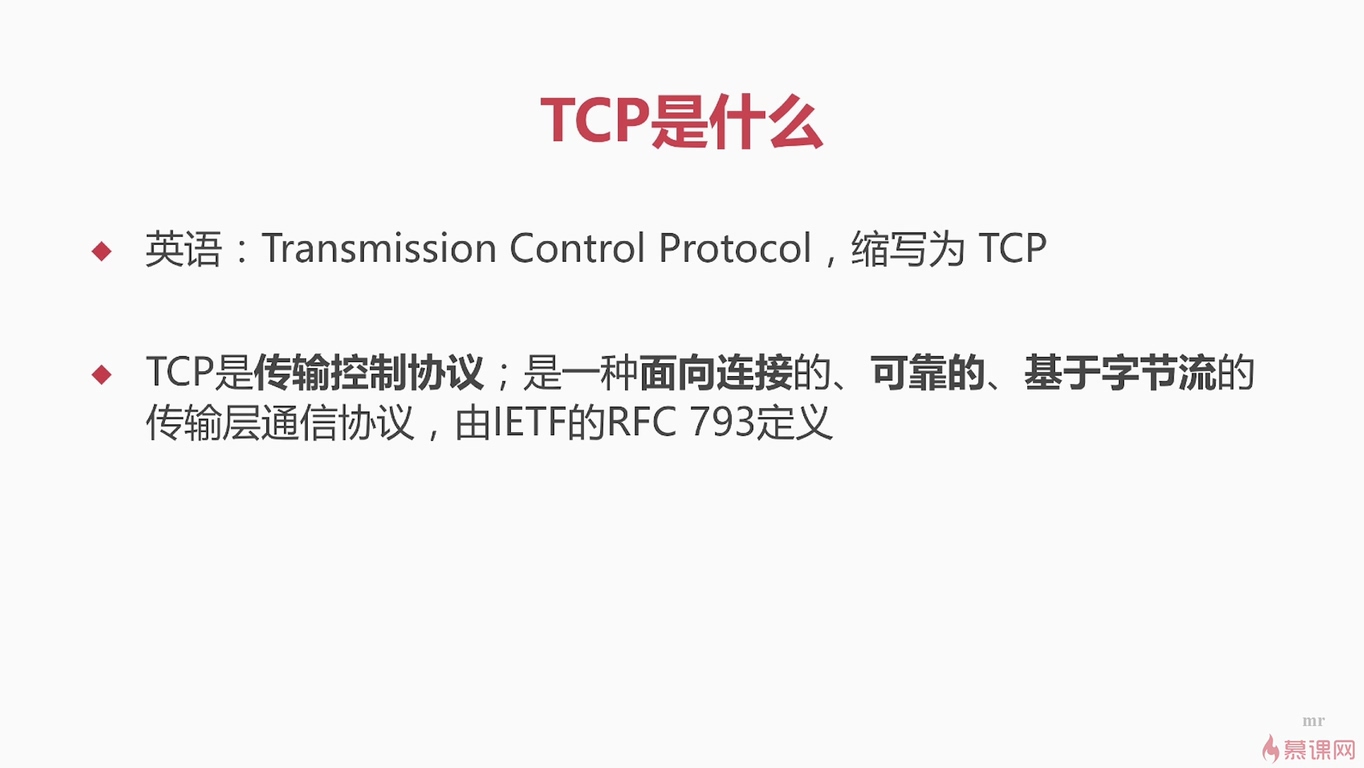 TCP是什么
英语：Transmission Control Protocol，缩写为 TCP
TCP是传输控制协议；是一种面向连接的、可靠的、基于字节流的
传输层通信协议，由IETF的RFC 793定义
mr
慕课网